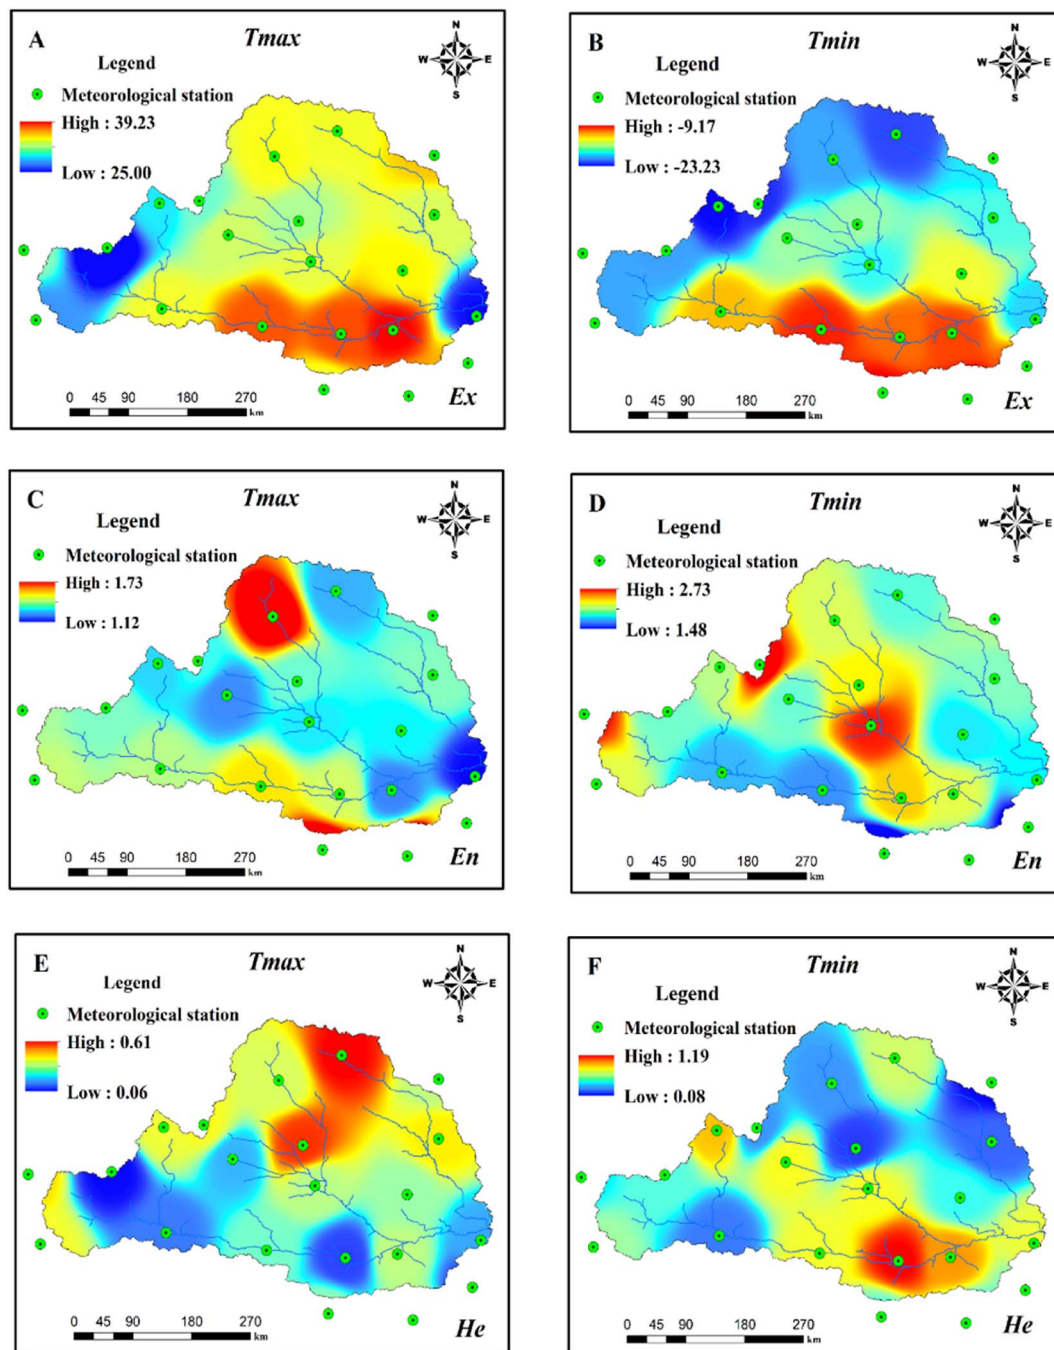 A
Tmax
N
W E
S
Legend
Meteorological station
High : 39.23
Low : 25.00
0 45 90 180 270
km
Ex
B
Tmin
N
W E
S
Legend
Meteorological station
High : -9.17
Low : -23.23
0 45 90 180 270
km
Ex
C
Tmax
N
W E
S
Legend
Meteorological station
High : 1.73
Low : 1.12
0 45 90 180 270
km
En
D
Tmin
N
W E
S
Legend
Meteorological station
High : 2.73
Low : 1.48
0 45 90 180 270
km
En
E
Tmax
N
W E
S
Legend
Meteorological station
High : 0.61
Low : 0.06
0 45 90 180 270
km
He
F
Tmin
N
W E
S
Legend
Meteorological station
High : 1.19
Low : 0.08
0 45 90 180 270
km
He